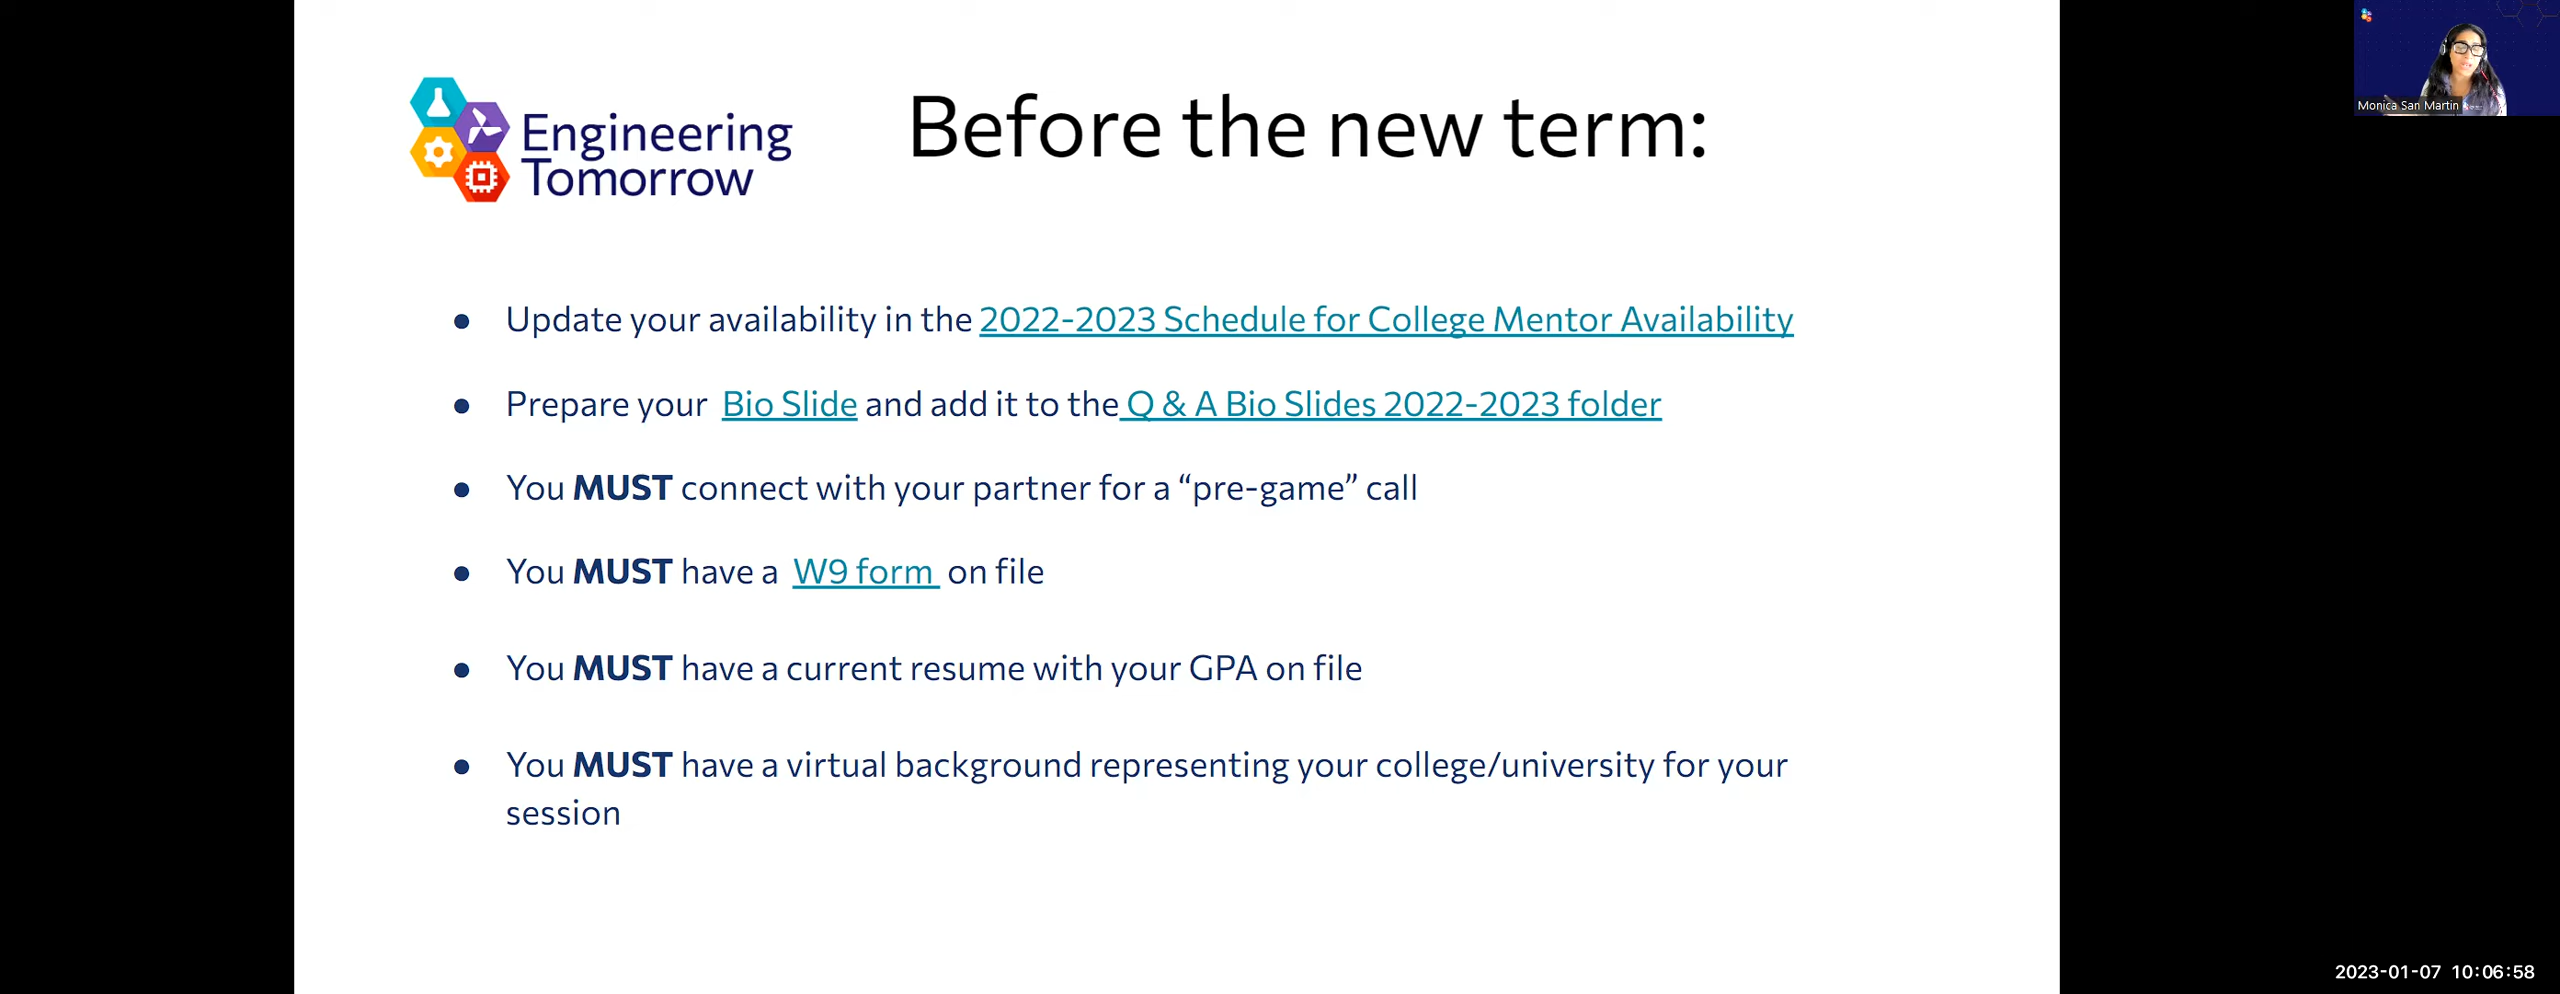 Engineering
Tomorrow
Before the new term:
Monica San Martin
● Update your availability in the 2022-2023 Schedule for College Mentor Availability
● Prepare your Bio Slide and add it to the Q & A Bio Slides 2022-2023 folder
● You MUST connect with your partner for a “pre-game” call
● You MUST have a W9 form on file
● You MUST have a current resume with your GPA on file
● You MUST have a virtual background representing your college/university for your
session
2023-01-07 10:06:58